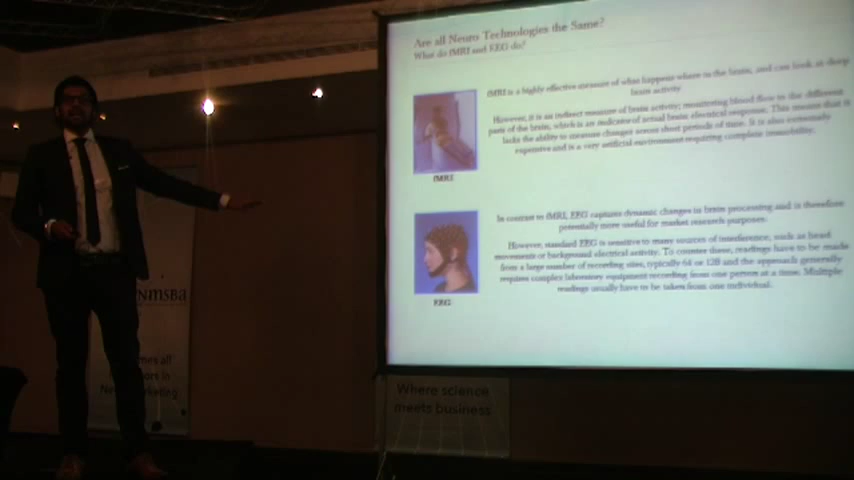 Are all Neuro Technologies the Same?
What do fMRI and EEG do?
fMRI is a highly effective measure of what happens where in the brain, and can look at deep
brain activity
However, it is an indirect measure of brain activity; monitoring blood flow to the different
parts of the brain, which is an indicator of actual brain electrical response. This means that it
lacks the ability to measure changes across short periods of time. It is also extremely
expensive and is a very artificial environment requiring complete immobility.
fMRI
In contrast to fMRI, EEG captures dynamic changes in brain processing and is therefore
potentially more useful for market research purposes.
However, standard EEG is sensitive to many sources of interference, such as head
movements or background electrical activity. To counter these, readings have to be made
from a large number of recording sites, typically 64 or 128 and the approach generally
requires complex laboratory equipment recording from one person at a time. Multiple
readings usually have to be taken from one individual.
EEG
NMSBA
all
in
Where science
meets business